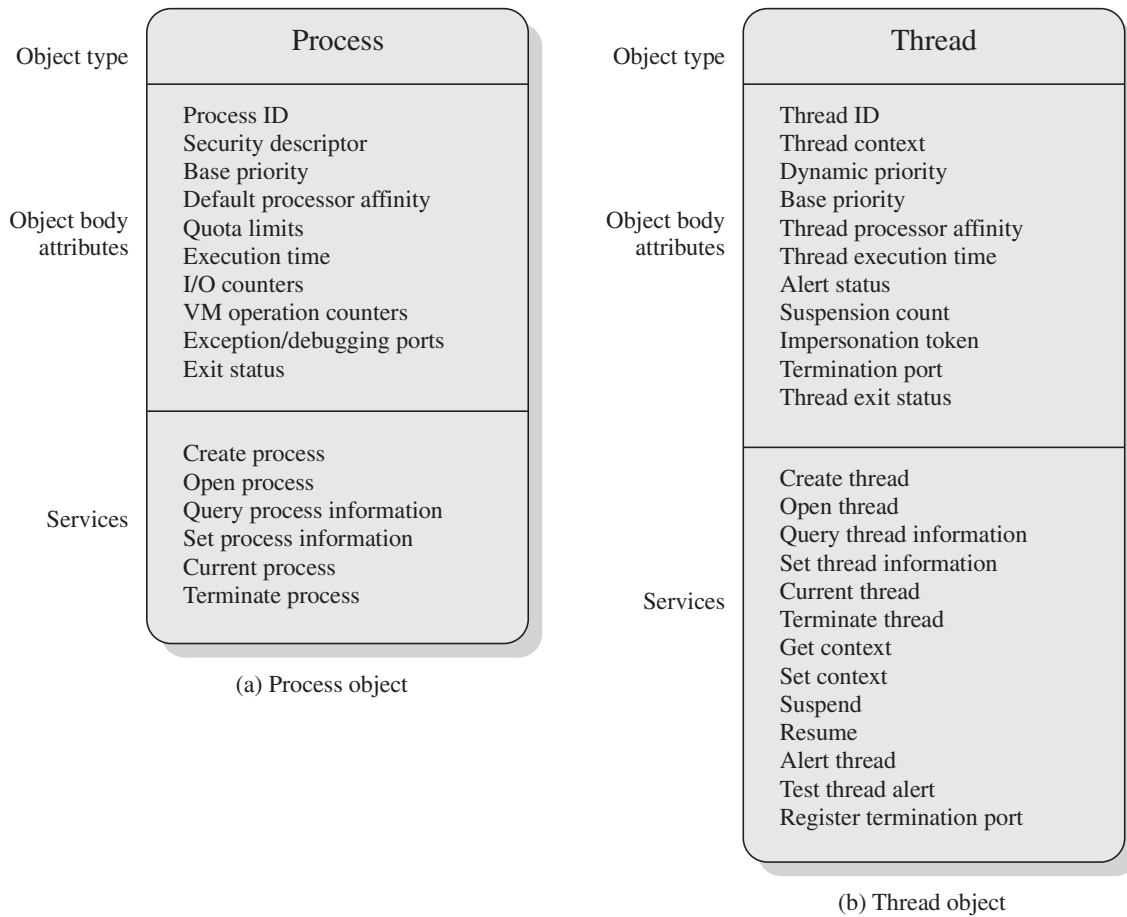 Object type
Process
Process ID
Security descriptor
Base priority
Default processor affinity
Object body
attributes
Quota limits
Execution time
I/O counters
VM operation counters
Exception/debugging ports
Exit status
Services
Create process
Open process
Query process information
Set process information
Current process
Terminate process
(a) Process object
Object type
Thread
Thread ID
Thread context
Dynamic priority
Base priority
Object body
attributes
Thread processor affinity
Thread execution time
Alert status
Suspension count
Impersonation token
Termination port
Thread exit status
Services
Create thread
Open thread
Query thread information
Set thread information
Current thread
Terminate thread
Get context
Set context
Suspend
Resume
Alert thread
Test thread alert
Register termination port
(b) Thread object